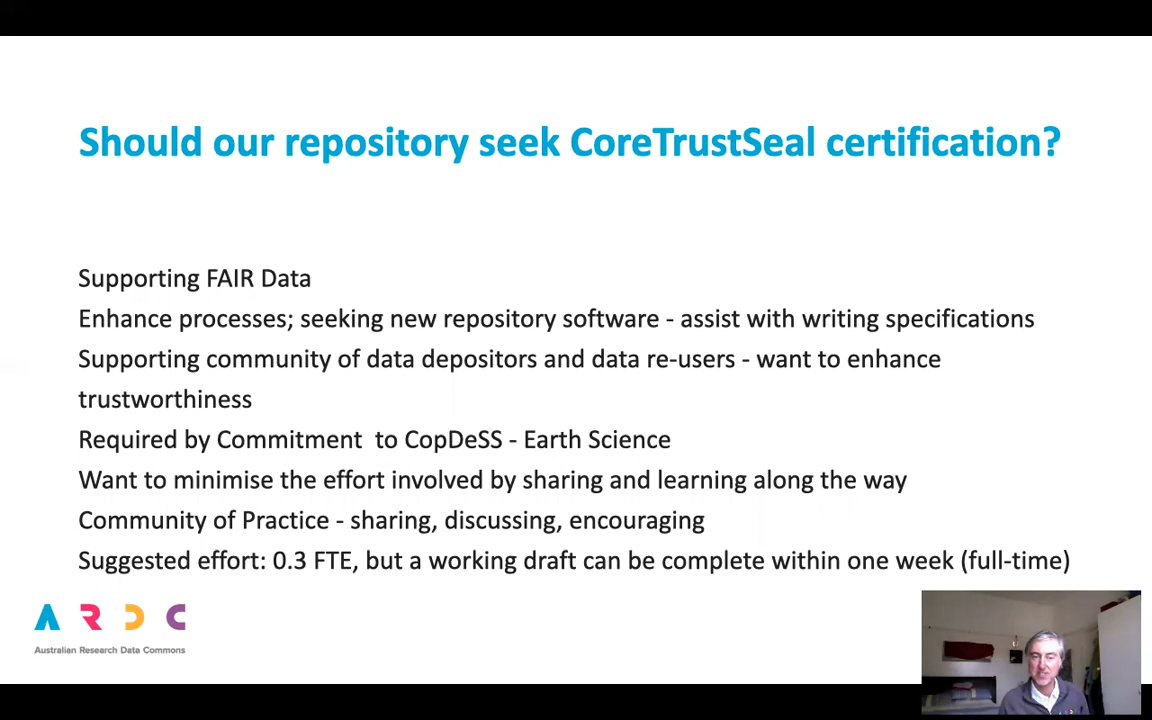 Should our repository seek CoreTrustSeal certification?
Supporting FAIR Data
Enhance processes; seeking new repository software - assist with writing specifications
Supporting community of data depositors and data re-users - want to enhance
trustworthiness
Required by Commitment  to CopDeSS - Earth Science
Want to minimise the effort involved by sharing and learning along the way
Community of Practice - sharing, discussing, encouraging
Suggested effort: 0.3 FTE, but a working draft can be complete within one week (full-time)
ARDC
Australian Research Data Commons